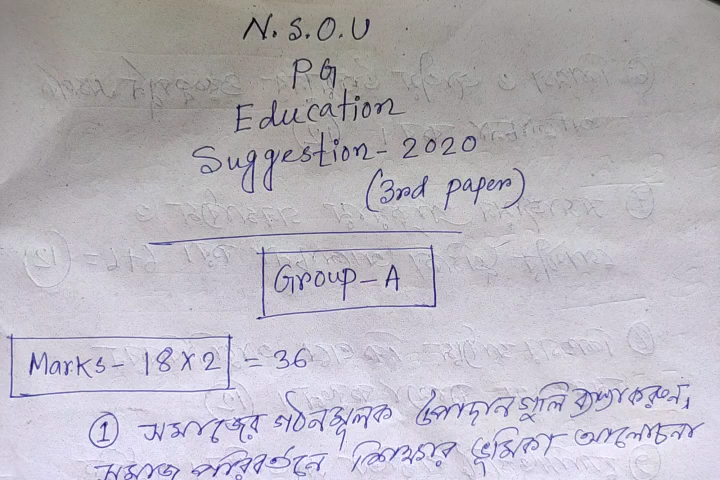 N.S.O.U
PG
Education
Suggestion - 2020
(3rd paper)
Group - A
Marks - 18 x 2 = 36
① সমাজের গঠনমূলক উপাদান গুলি ব্যাখ্যা করুন,
সমাজ পরিবর্তনে শিক্ষার ভূমিকা আলোচনা